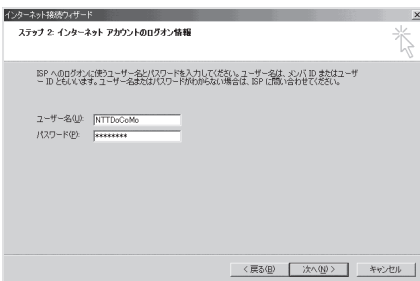 インターネット接続ウィザード
ステップ 2: インターネット アカウントのログオン情報
ISP へのログオンに使うユーザー名とパスワードを入力してください。ユーザー名は、メンバ ID またはユーザ
ー ID ともいいます。ユーザー名またはパスワードがわからない場合は、ISP に問い合わせてください。
ユーザー名(U): NTTDoCoMo
パスワード(P): ********
< 戻る(B) 次へ(N) > キャンセル